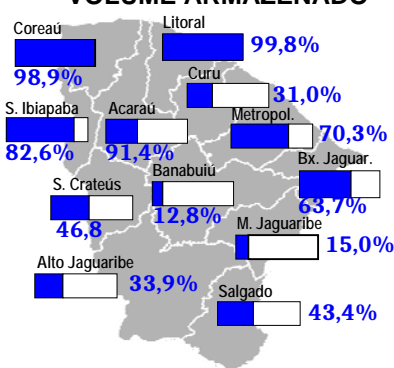 VOLUME ARMAZENADO
Coreaú
98,9%
Litoral
99,8%
Curu
31,0%
S. Ibiapaba
82,6%
Acaraú
91,4%
Metropol.
70,3%
Bx. Jaguar.
63,7%
Banabuiú
12,8%
S. Crateús
46,8
M. Jaguaribe
15,0%
Alto Jaguaribe
33,9%
Salgado
43,4%